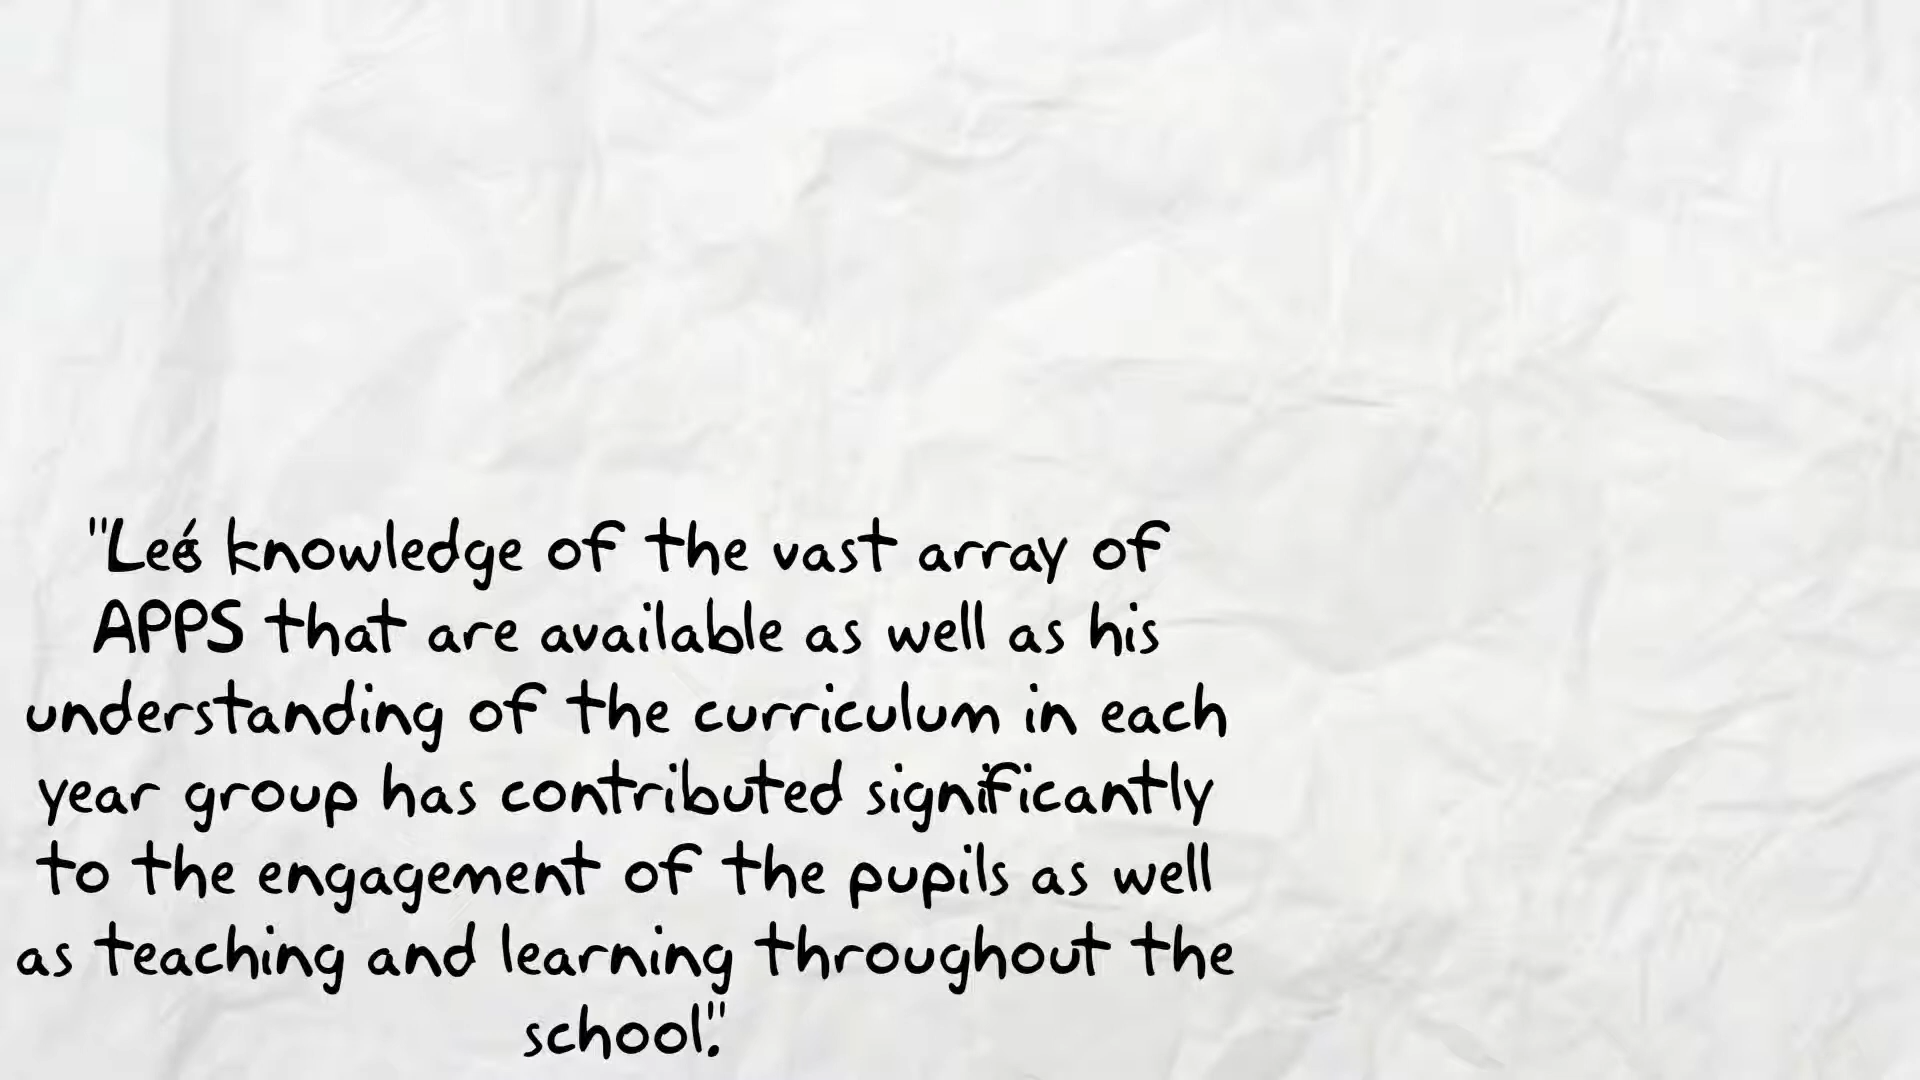 "Lee's knowledge of the vast array of
APPS that are available as well as his
understanding of the curriculum in each
year group has contributed significantly
to the engagement of the pupils as well
as teaching and learning throughout the
school."